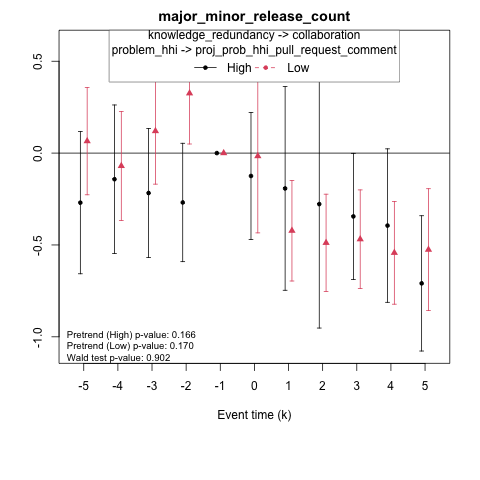 major_minor_release_count
knowledge_redundancy -> collaboration
problem_hhi -> proj_prob_hhi_pull_request_comment
High Low
0.5
0.0
-0.5
-1.0
Pretrend (High) p-value: 0.166
Pretrend (Low) p-value: 0.170
Wald test p-value: 0.902
-5 -4 -3 -2 -1 0 1 2 3 4 5
Event time (k)